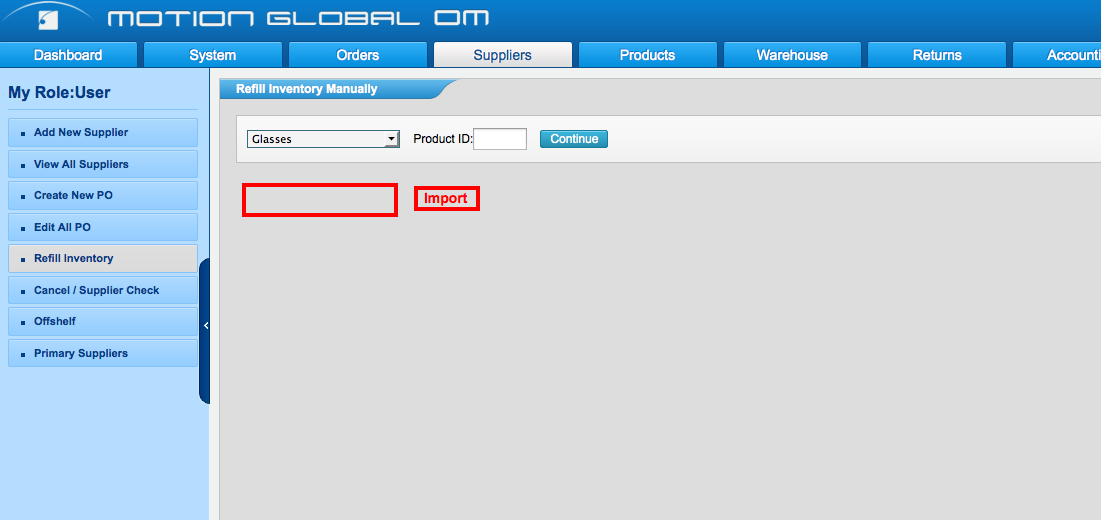 MOTION GLOBAL OM
Dashboard System Orders Suppliers Products Warehouse Returns Accounti
My Role:User
Add New Supplier
View All Suppliers
Create New PO
Edit All PO
Refill Inventory
Cancel / Supplier Check
Offshelf
Primary Suppliers
Refill Inventory Manually
Glasses Product ID: Continue
Import